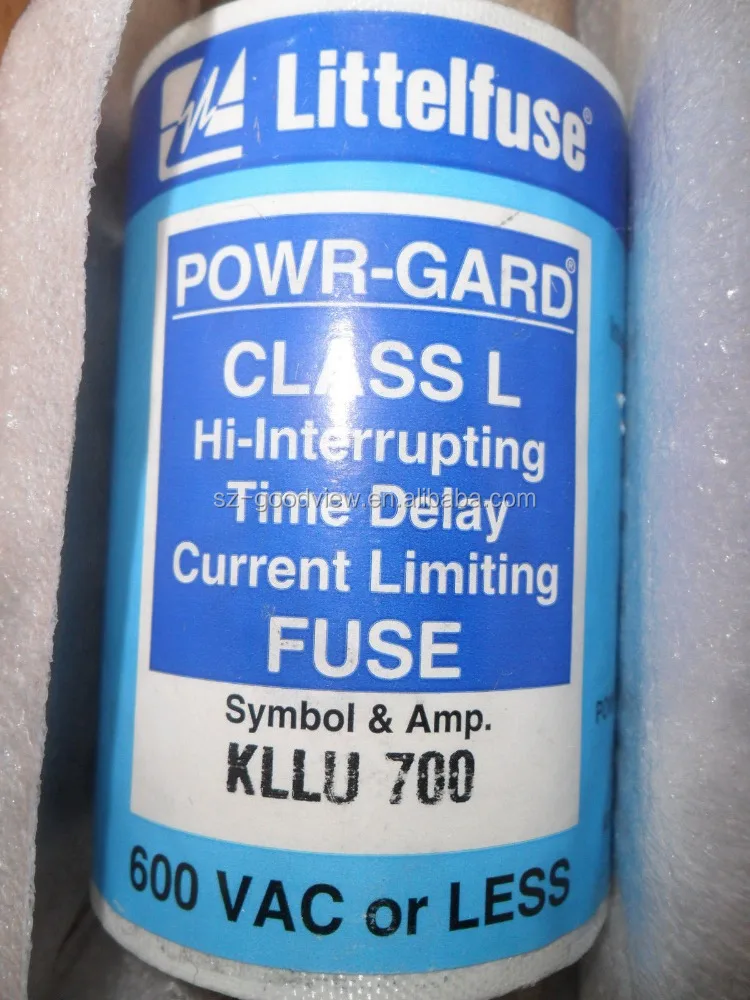 Littelfuse®
POWR-GARD®
CLASS L
Hi-Interrupting
sz-goodview.en.alibaba.com
Time Delay
Current Limiting
FUSE
Symbol & Amp.
KLLU 700
600 VAC or LESS